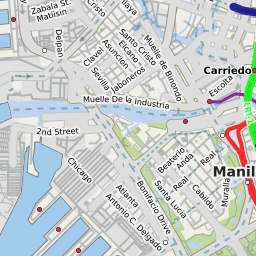 Zabala St.
Matisin
Cristo
Delpan
Clavel
Asuncion
Elcano
Santo Cristo
Sevilla
Jaboneros
Muelle de Binondo
Carriedo
Escolta
Muelle De la Industria
2nd Street
Chicago
Atlanta
Bonifacio Drive
Antonio C. Delgado
Beaterio
Anda
Real
Real
Santa Lucia
Cabildo
Muralla
Manil